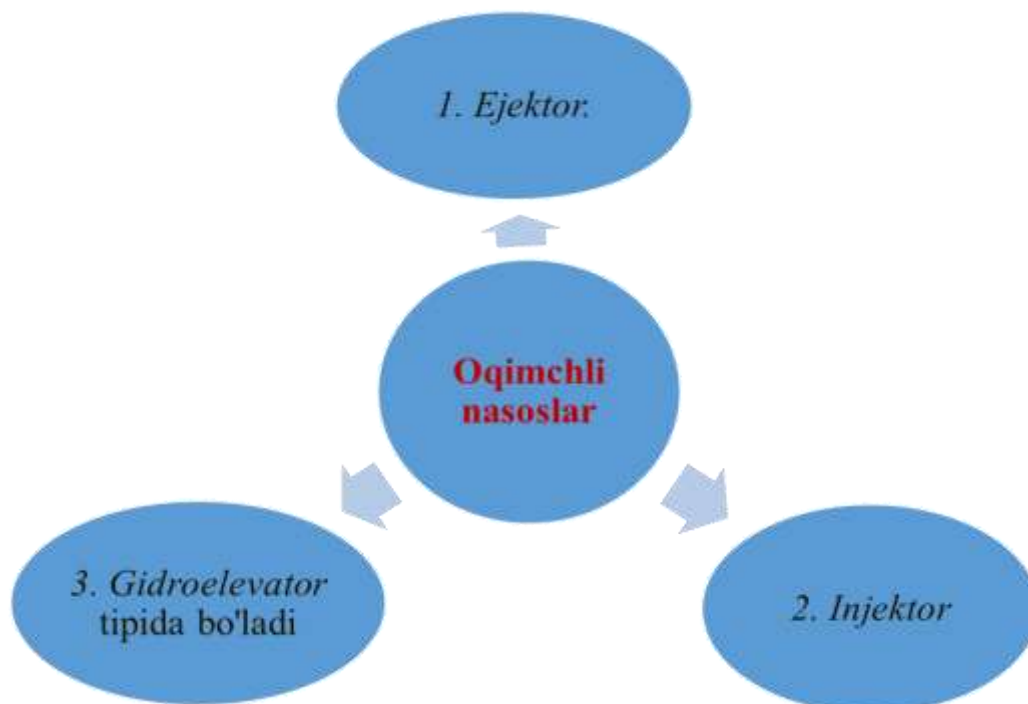 1. Ejektor.
Oqimchli
nasoslar
3. Gidroelevator
tipida bo'ladi
2. Injektor